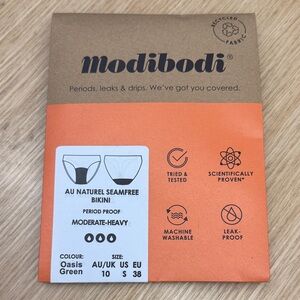 RECYCLED
FABRIC
modibodi®
Periods, leaks & drips. We've got you covered.
AU NATUREL SEAMFREE
BIKINI
PERIOD PROOF
MODERATE-HEAVY
COLOUR:
Oasis
Green
AU/UK US EU
10 S 38
TRIED &
TESTED
SCIENTIFICALLY
PROVEN*
MACHINE
WASHABLE
LEAK-
PROOF